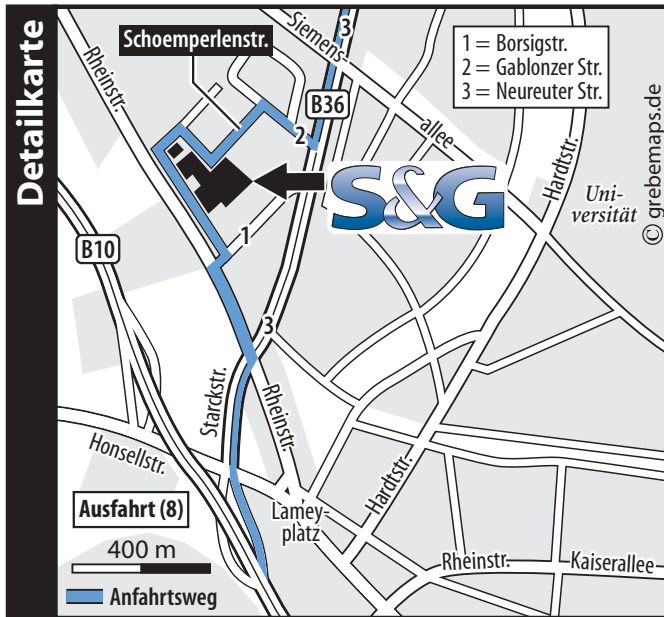 Detailkarte
Rheinstr.
Schoemperlenstr.
Siemens-
allee
3
B36
1 = Borsigstr.
2 = Gablonzer Str.
3 = Neureuter Str.
2
Hardtstr.
Uni-
versität
© grebemaps.de
S&G
B10
1
3
Starckstr.
Rheinstr.
Honsellstr.
Hardtstr.
Ausfahrt (8)
Lamey-
platz
400 m
Rheinstr.
Kaiserallee
Anfahrtsweg